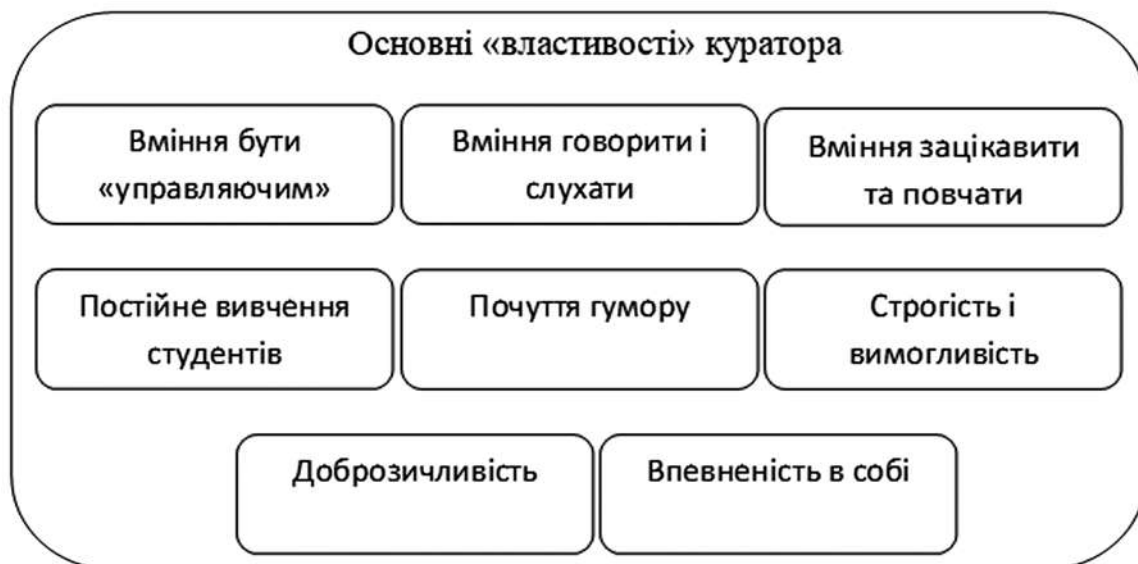 Основні «властивості» куратора
Вміння бути
«управляючим»
Вміння говорити і
слухати
Вміння зацікавити
та повчати
Постійне вивчення
студентів
Почуття гумору
Строгість і
вимогливість
Доброзичливість
Впевненість в собі